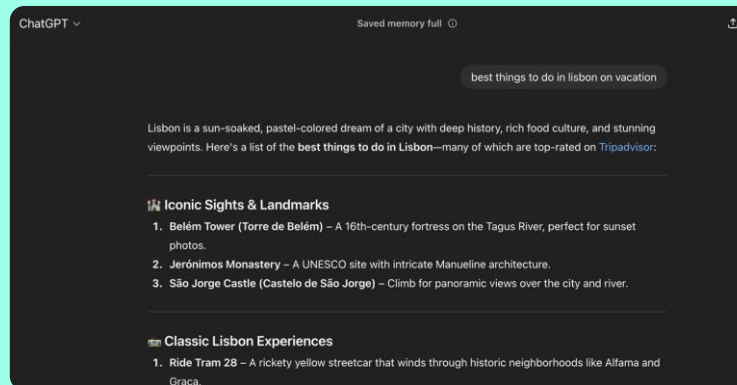 ChatGPT
Saved memory full
best things to do in lisbon on vacation
Lisbon is a sun-soaked, pastel-colored dream of a city with deep history, rich food culture, and stunning
viewpoints. Here's a list of the best things to do in Lisbon—many of which are top-rated on Tripadvisor:
Iconic Sights & Landmarks
1. Belém Tower (Torre de Belém) – A 16th-century fortress on the Tagus River, perfect for sunset
photos.
2. Jerónimos Monastery – A UNESCO site with intricate Manueline architecture.
3. São Jorge Castle (Castelo de São Jorge) – Climb for panoramic views over the city and river.
Classic Lisbon Experiences
1. Ride Tram 28 – A rickety yellow streetcar that winds through historic neighborhoods like Alfama and
Graça.